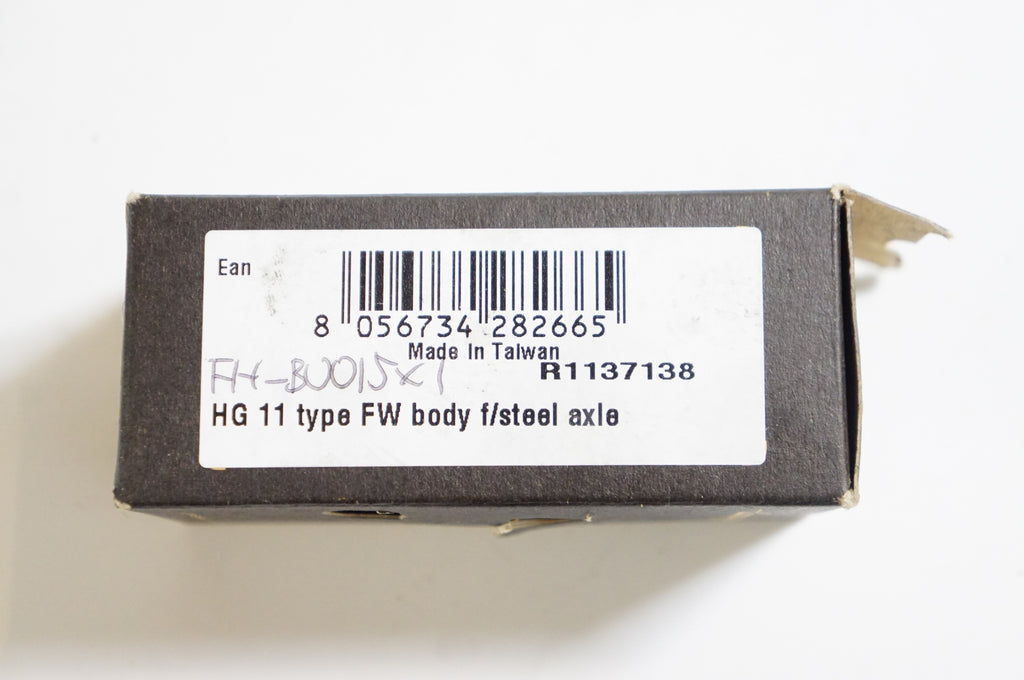 Ean
8 056734 282665
Made In Taiwan
FH-BU015x1 R1137138
HG 11 type FW body f/steel axle